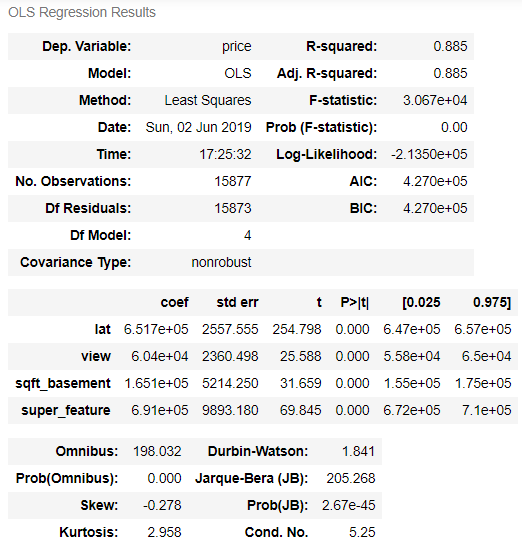 OLS Regression Results
Dep. Variable: price R-squared: 0.885
Model: OLS Adj. R-squared: 0.885
Method: Least Squares F-statistic: 3.067e+04
Date: Sun, 02 Jun 2019 Prob (F-statistic): 0.00
Time: 17:25:32 Log-Likelihood: -2.1350e+05
No. Observations: 15877 AIC: 4.270e+05
Df Residuals: 15873 BIC: 4.270e+05
Df Model: 4
Covariance Type: nonrobust
coef std err t P>|t| [0.025 0.975]
lat 6.517e+05 2557.555 254.798 0.000 6.47e+05 6.57e+05
view 6.04e+04 2360.498 25.588 0.000 5.58e+04 6.5e+04
sqft_basement 1.651e+05 5214.250 31.659 0.000 1.55e+05 1.75e+05
super_feature 6.91e+05 9893.180 69.845 0.000 6.72e+05 7.1e+05
Omnibus: 198.032 Durbin-Watson: 1.841
Prob(Omnibus): 0.000 Jarque-Bera (JB): 205.268
Skew: -0.278 Prob(JB): 2.67e-45
Kurtosis: 2.958 Cond. No. 5.25